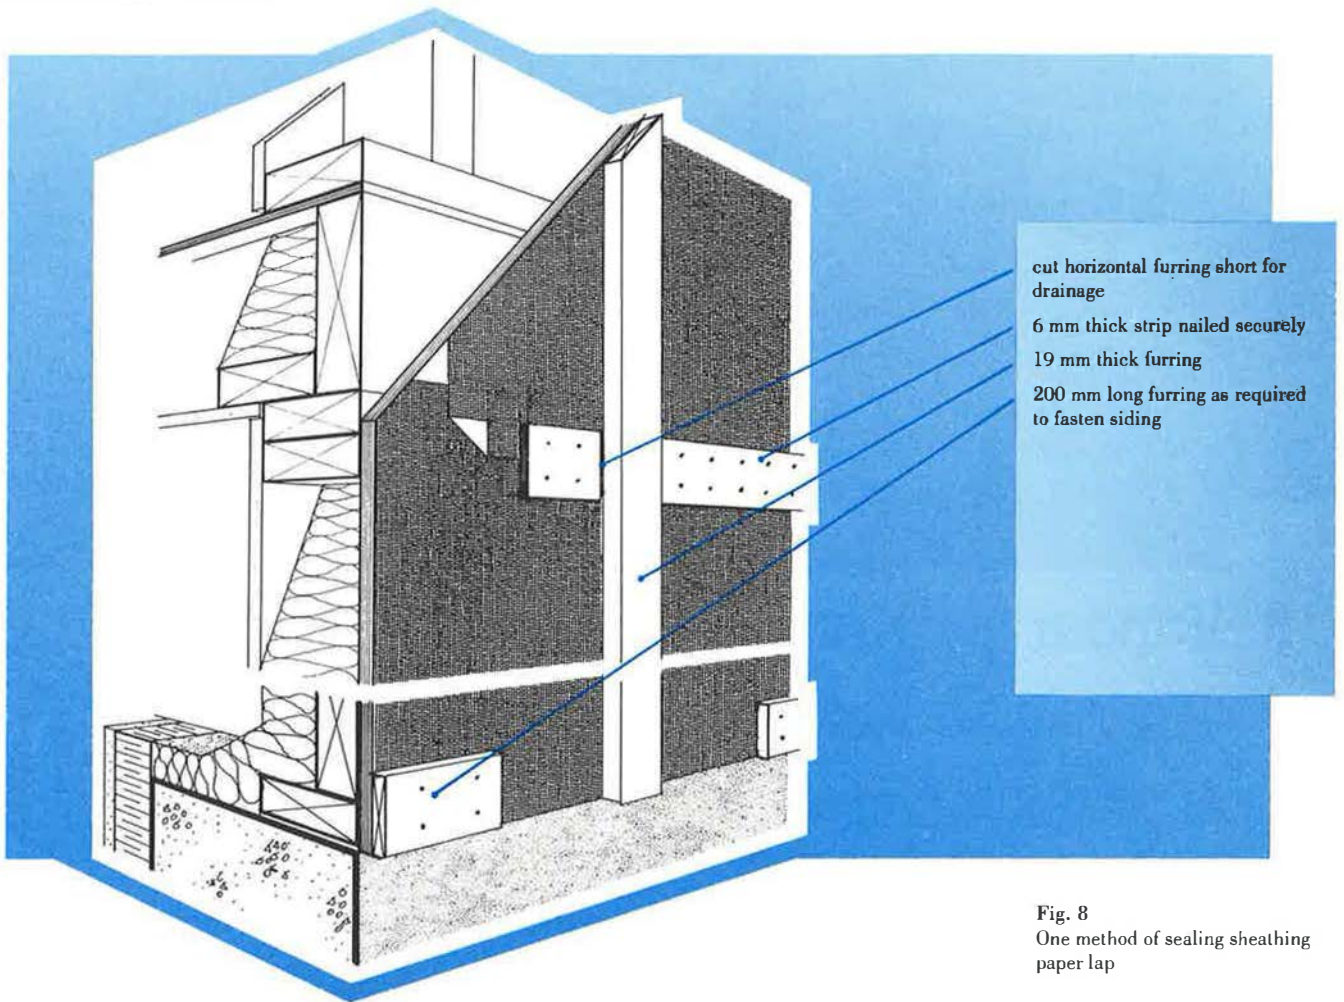 cut horizontal furring short for
drainage
6 mm thick strip nailed securely
19 mm thick furring
200 mm long furring as required
to fasten siding
Fig. 8
One method of sealing sheathing
paper lap